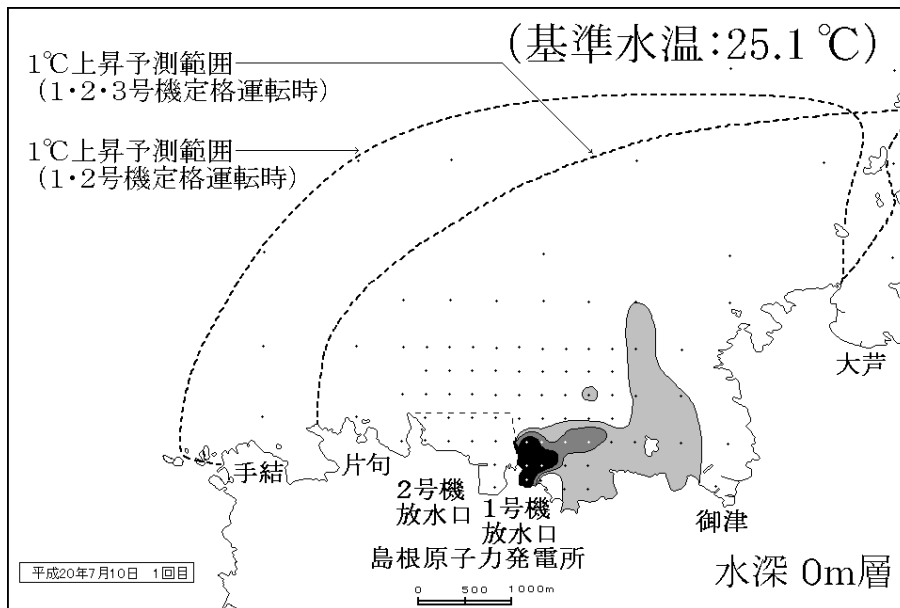 (基準水温:25.1℃)
1℃上昇予測範囲
(1・2・3号機定格運転時)
1℃上昇予測範囲
(1・2号機定格運転時)
大芦
手結
片句
2号機
放水口
1号機
放水口
御津
島根原子力発電所
平成20年7月10日 1回目
0 500 1000m
水深 0m層